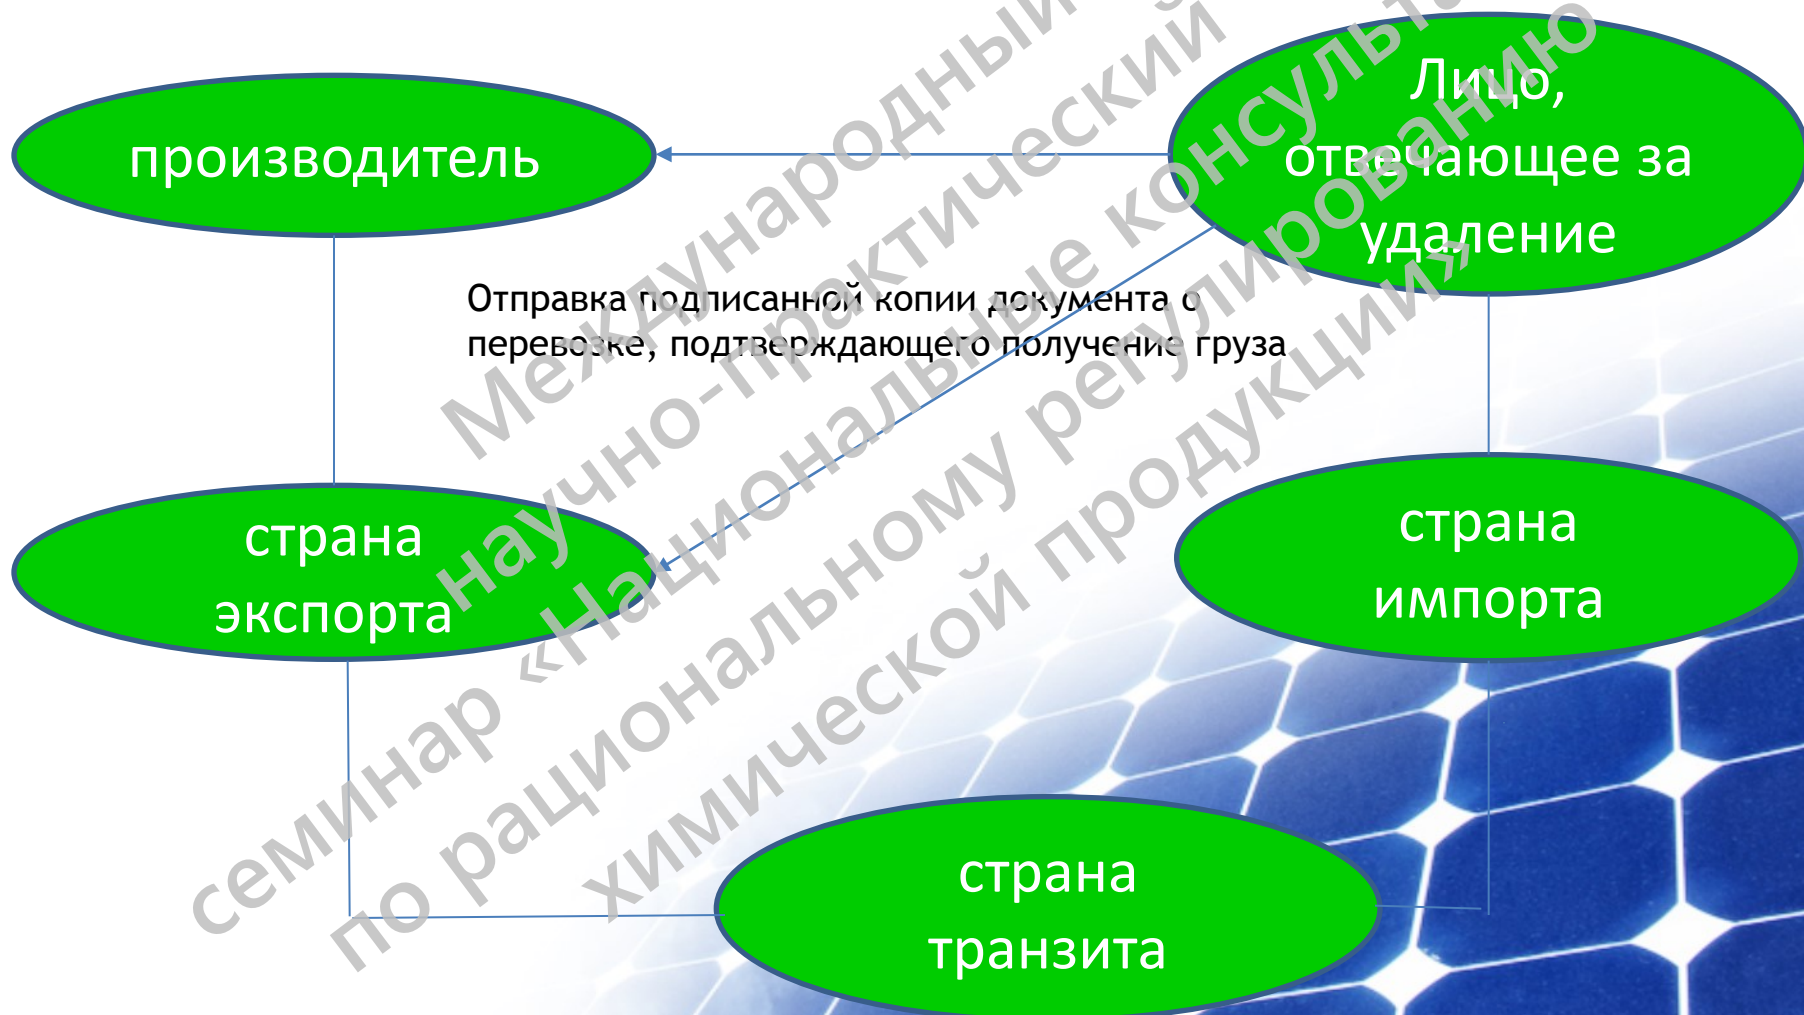 производитель
Лицо,
отвечающее за
удаление
Отправка подписанной копии документа о
перевозке, подтверждающего получение груза
страна
экспорта
страна
импорта
страна
транзита
Международный
научно-практический
семинар «Национальные
по рациональному регулированию
химической продукции»